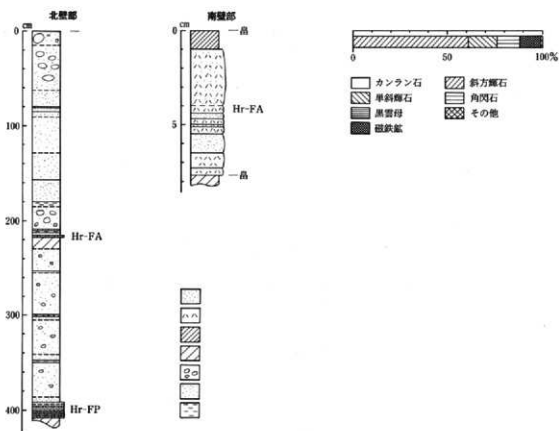 北壁部
cm
0
100
200
300
400
Hr-FA
Hr-FP
南壁部
cm
0
5
畠
Hr-FA
畠
0 50 100%
カンラン石 斜方輝石
単斜輝石 角閃石
黒雲母 その他
磁鉄鉱